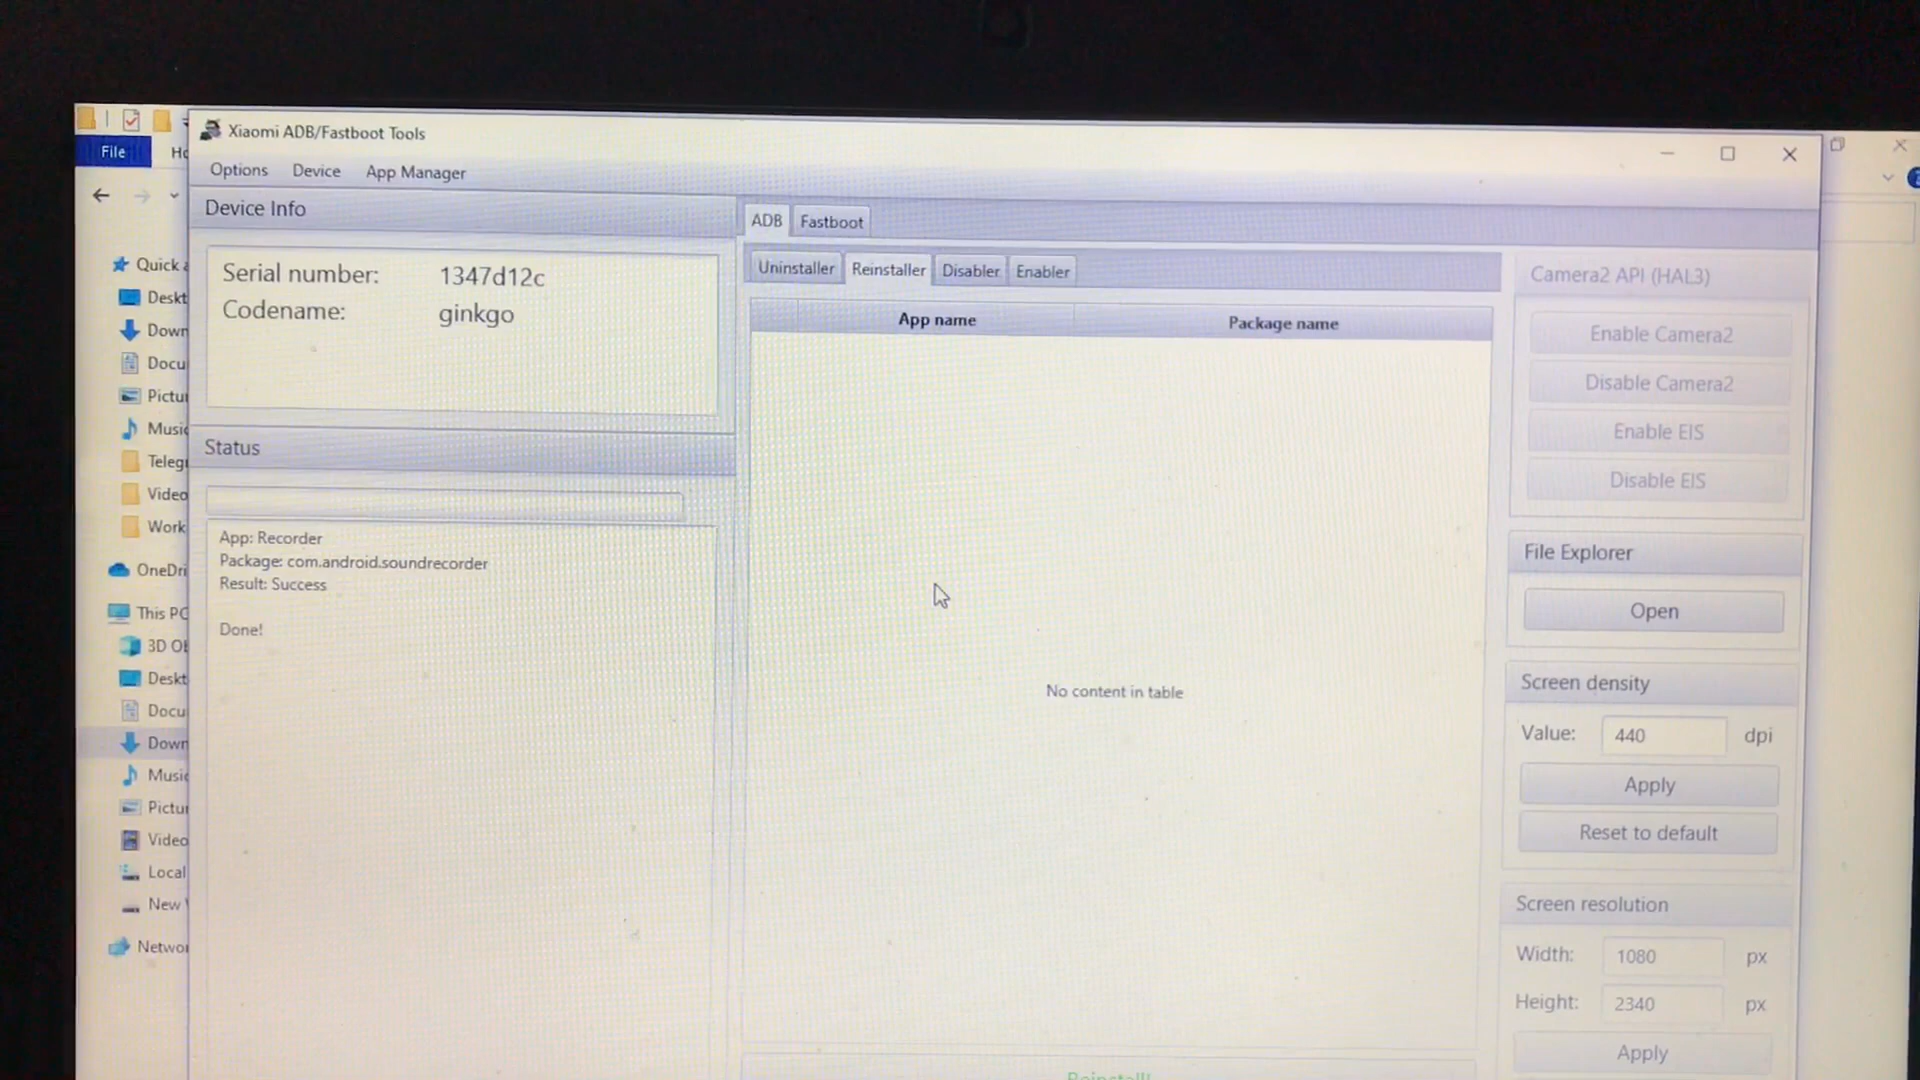 Xiaomi ADB/Fastboot Tools
File
Options Device App Manager
Device Info
Serial number: 1347d12c
Codename: ginkgo
Status
App: Recorder
Package: com.android.soundrecorder
Result: Success
Done!
ADB Fastboot
Uninstaller Reinstaller Disabler Enabler
App name Package name
No content in table
Reinstall!
Camera2 API (HAL3)
Enable Camera2
Disable Camera2
Enable EIS
Disable EIS
File Explorer
Open
Screen density
Value: 440 dpi
Apply
Reset to default
Screen resolution
Width: 1080 px
Height: 2340 px
Apply
Quick
Deskt
Down
Docu
Pictu
Music
Teleg
Video
Work
OneDri
This PC
3D Ob
Deskt
Docu
Down
Music
Pictu
Video
Local
New
Networ